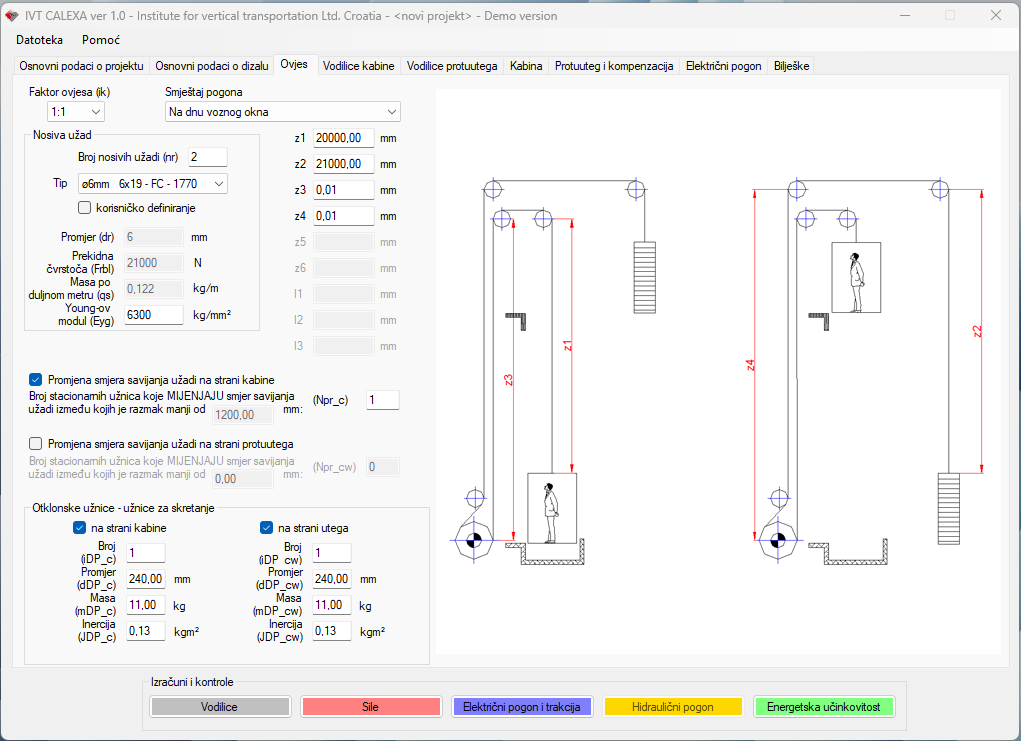 IVT CALEXA ver 1.0 - Institute for vertical transportation Ltd. Croatia - <novi projekt> - Demo version
Datoteka Pomoć
Osnovni podaci o projektu Osnovni podaci o dizalu Ovjes Vodilice kabine Vodilice protuutega Kabina Protuuteg i kompenzacija Električni pogon Bilješke
Faktor ovjesa (ik) Smještaj pogona
1:1 Na dnu voznog okna
Nosiva užad
Broj nosivih užadi (nr) 2
Tip ø6mm 6x19 - FC - 1770
korisničko definiranje
Promjer (dr) 6 mm
Prekidna
čvrstoća (Frbl) 21000 N
Masa po
duljnom metru (qs) 0,122 kg/m
Young-ov
modul (Eyg) 6300 kg/mm²
z1 20000,00 mm
z2 21000,00 mm
z3 0,01 mm
z4 0,01 mm
z5 mm
z6 mm
l1 mm
l2 mm
l3 mm
Promjena smjera savijanja užadi na strani kabine
Broj stacionarnih užnica koje MIJENJAJU smjer savijanja
užadi između kojih je razmak manji od 1200,00 mm: (Npr_c) 1
Promjena smjera savijanja užadi na strani protuutega
Broj stacionarnih užnica koje MIJENJAJU smjer savijanja
užadi između kojih je razmak manji od 0,00 mm: (Npr_cw) 0
Otklonske užnice - užnice za skretanje
na strani kabine na strani utega
Broj
(iDP_c) 1
Promjer
(dDP_c) 240,00 mm
Masa
(mDP_c) 11,00 kg
Inercija
(JDP_c) 0,13 kgm²
Broj
(iDP_cw) 1
Promjer
(dDP_cw) 240,00 mm
Masa
(mDP_cw) 11,00 kg
Inercija
(JDP_cw) 0,13 kgm²
z3
z1
z4
z2
Izračuni i kontrole
Vodilice Sile Električni pogon i trakcija Hidraulični pogon Energetska učinkovitost